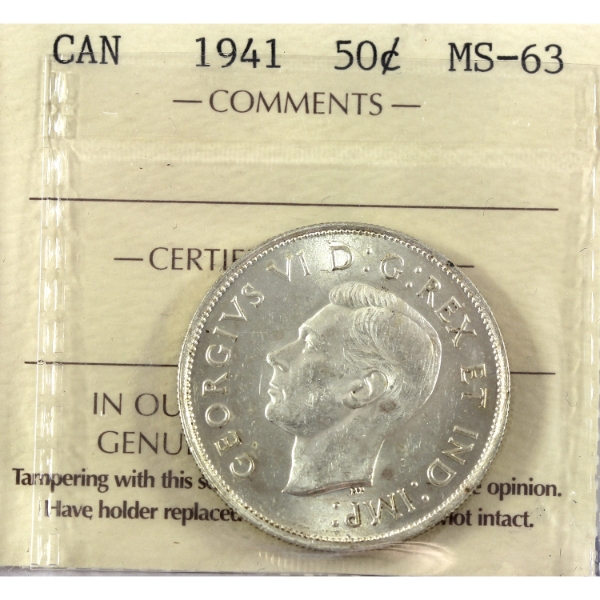 CAN 1941 50¢ MS-63
— COMMENTS —
— CERTIF
GEORGIVS VI D:G:REX ET IND:IMP:
HP
IN OU
GENU
Tampering with this s e opinion.
Have holder replaced not intact.